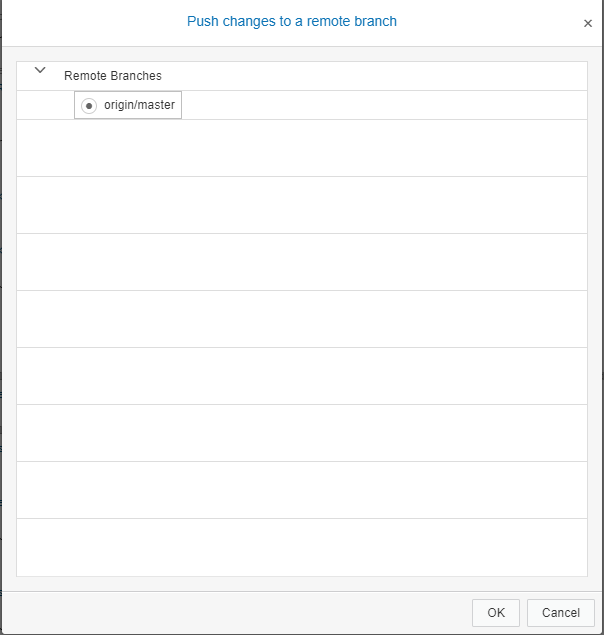 Push changes to a remote branch
Remote Branches
origin/master
OK
Cancel